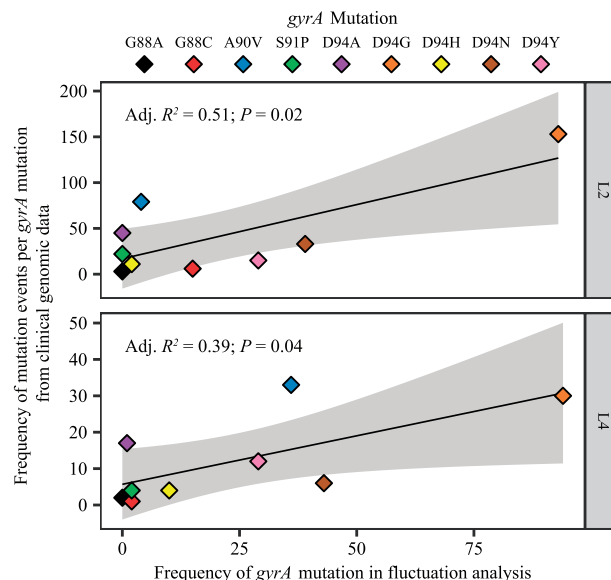 gyrA Mutation
G88A G88C A90V S91P D94A D94G D94H D94N D94Y
Frequency of mutation events per gyrA mutation
from clinical genomic data
200
150
100
50
0
Adj. R² = 0.51; P = 0.02
L2
50
40
30
20
10
0
Adj. R² = 0.39; P = 0.04
L4
0 25 50 75
Frequency of gyrA mutation in fluctuation analysis